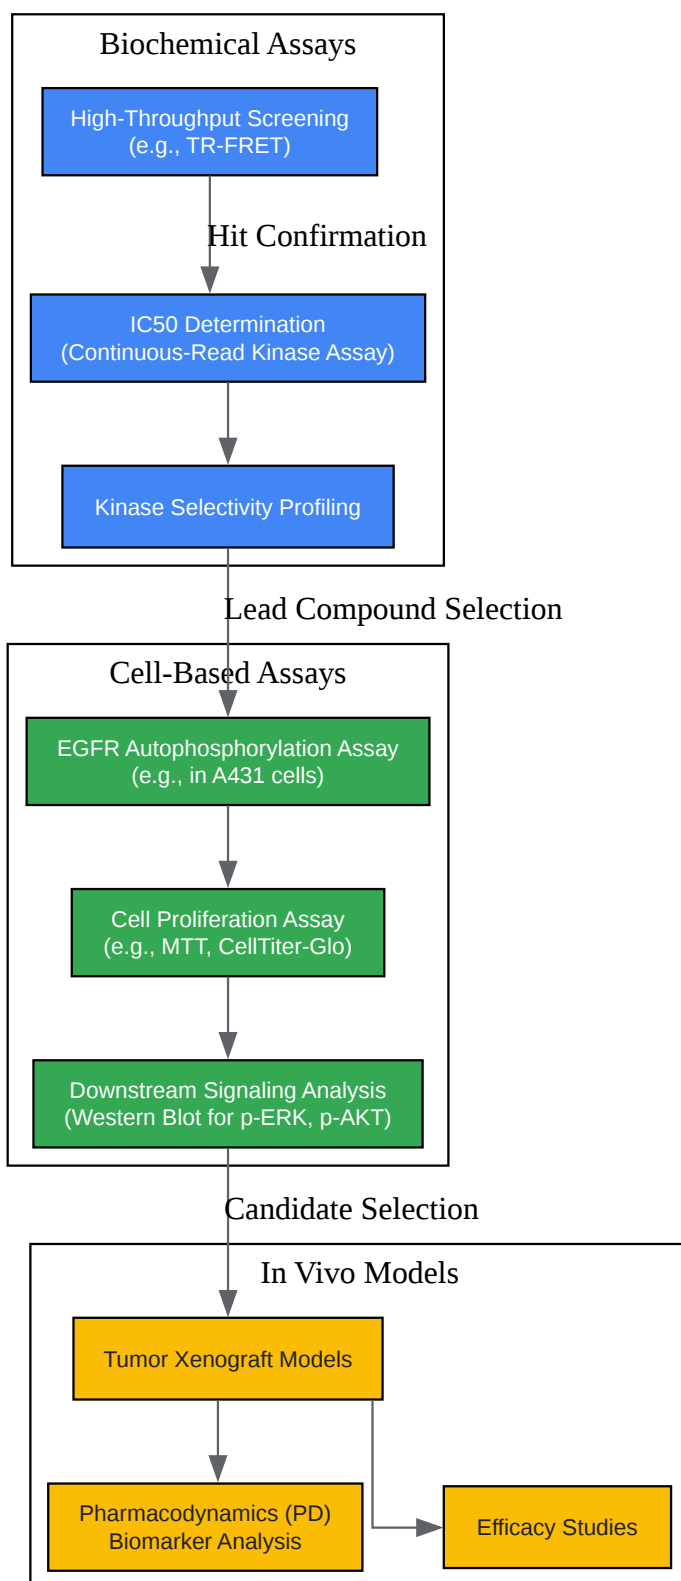 Biochemical Assays
High-Throughput Screening
(e.g., TR-FRET)
Hit Confirmation
IC50 Determination
(Continuous-Read Kinase Assay)
Kinase Selectivity Profiling
Lead Compound Selection
Cell-Based Assays
EGFR Autophosphorylation Assay
(e.g., in A431 cells)
Cell Proliferation Assay
(e.g., MTT, CellTiter-Glo)
Downstream Signaling Analysis
(Western Blot for p-ERK, p-AKT)
Candidate Selection
In Vivo Models
Tumor Xenograft Models
Pharmacodynamics (PD)
Biomarker Analysis
Efficacy Studies